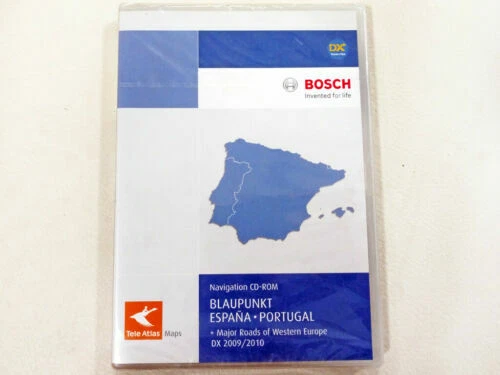 DX
BOSCH
Invented for life
Navigation CD-ROM
BLAUPUNKT
ESPAÑA • PORTUGAL
+ Major Roads of Western Europe
DX 2009/2010
Tele Atlas Maps